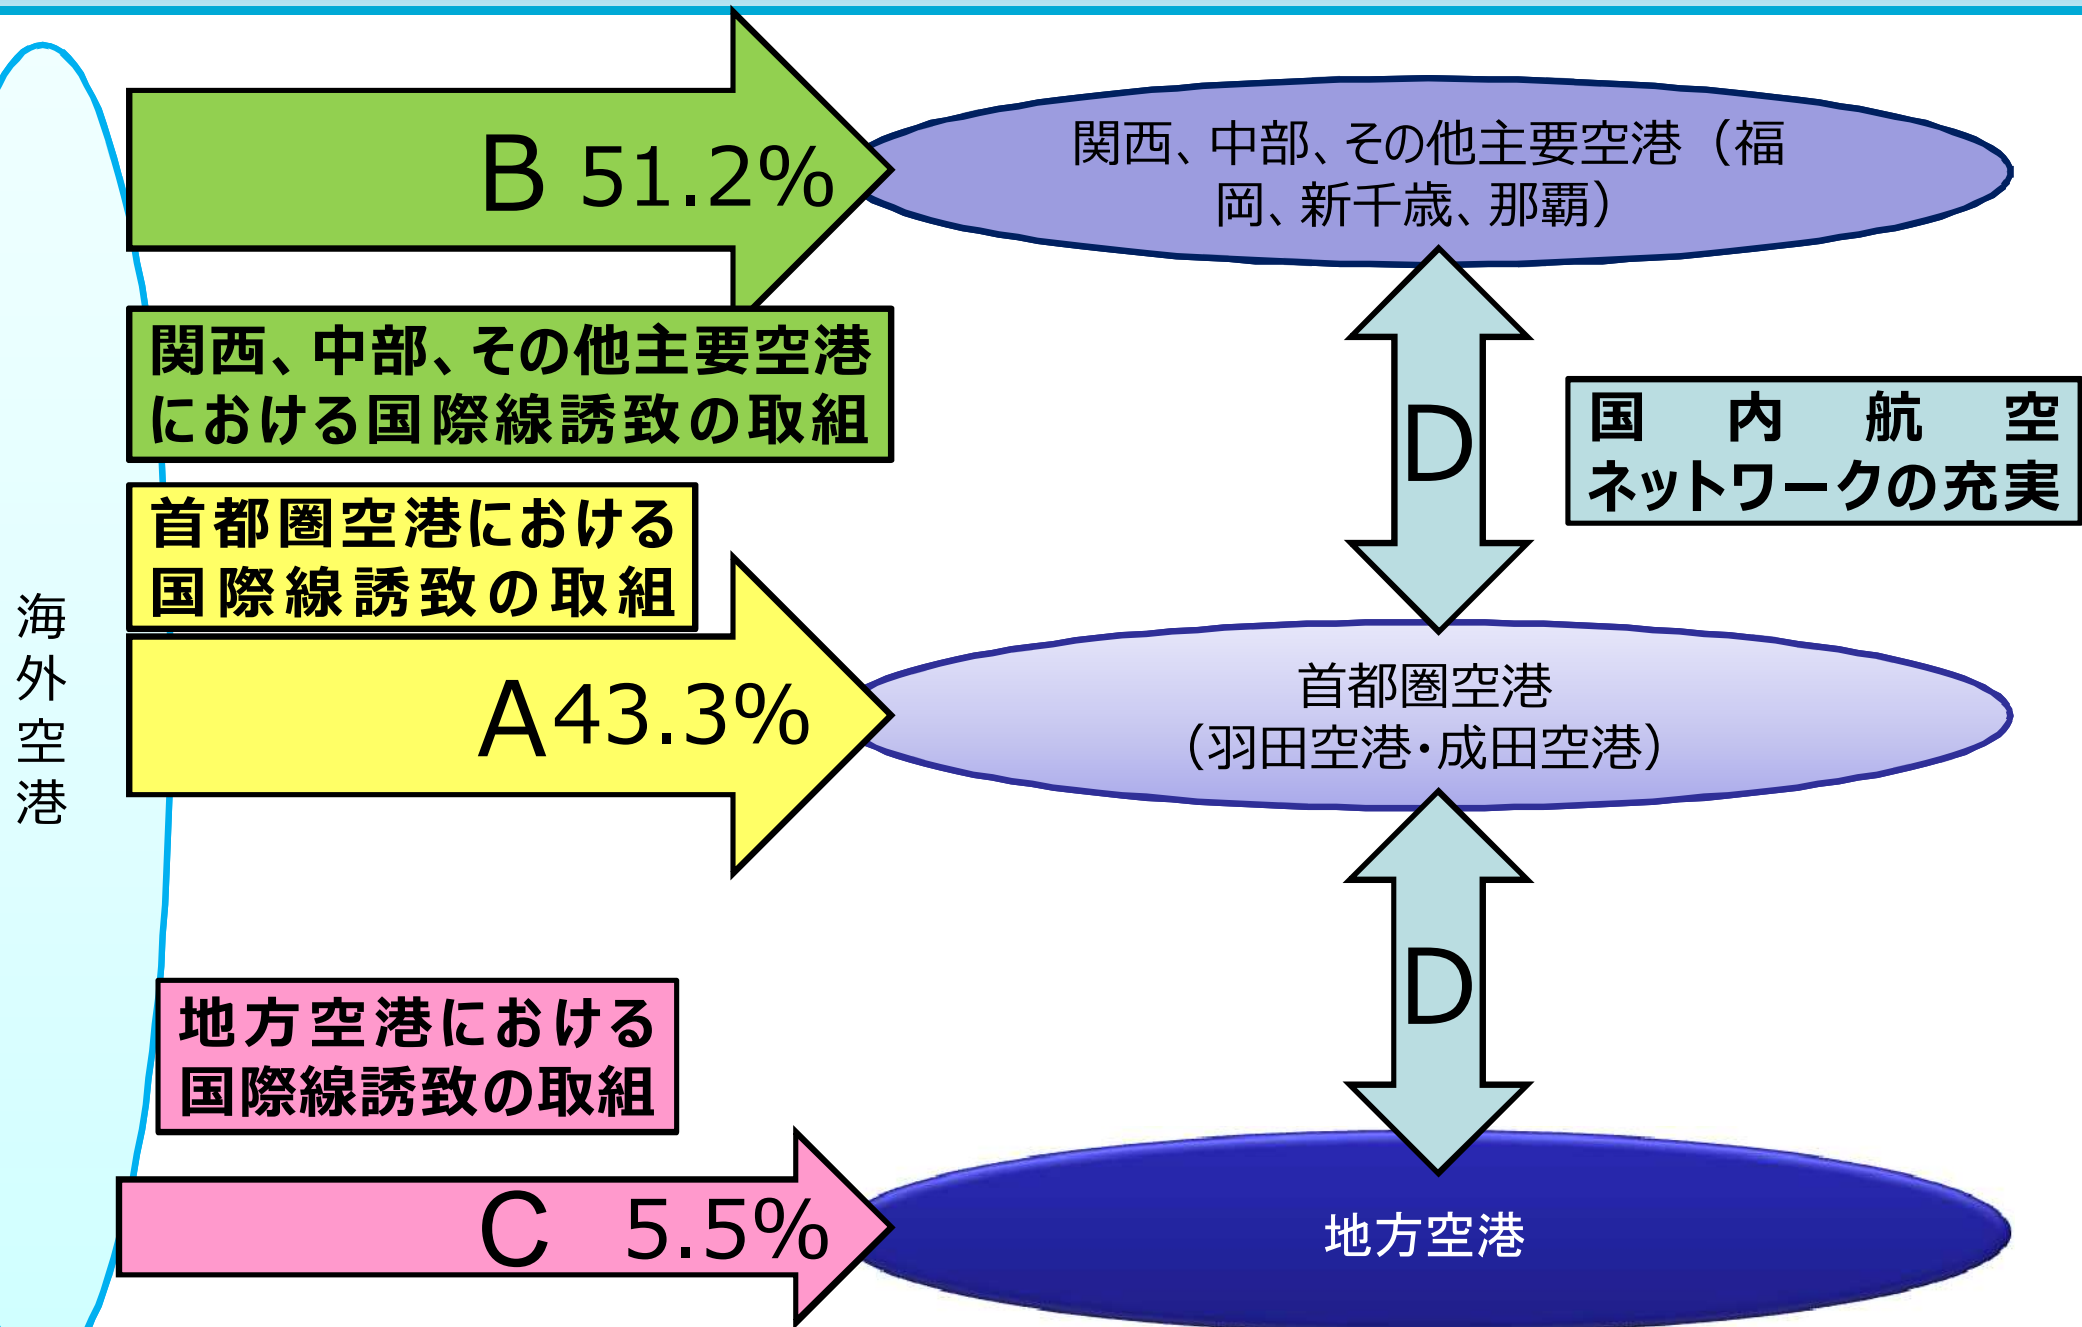 B 51.2%
関西、中部、その他主要空港（福
岡、新千歳、那覇）
関西、中部、その他主要空港
における国際線誘致の取組
D
国内航空
ネットワークの充実
首都圏空港における
国際線誘致の取組
海外空港
A 43.3%
首都圏空港
（羽田空港・成田空港）
D
地方空港における
国際線誘致の取組
C 5.5%
地方空港